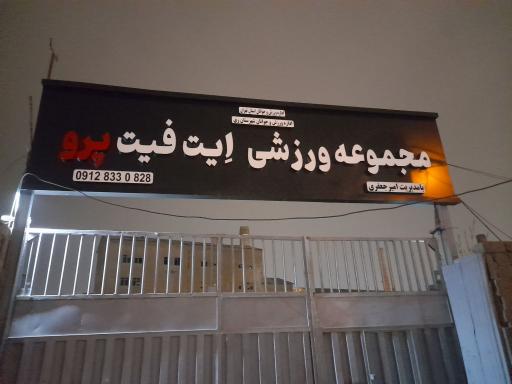 اداره ورزش و جوانان استان تهران
اداره ورزش و جوانان شهرستان ری
مجموعه ورزشی اِیت فیت پرو
با مدیریت امیر جعفری
0912 833 0 828